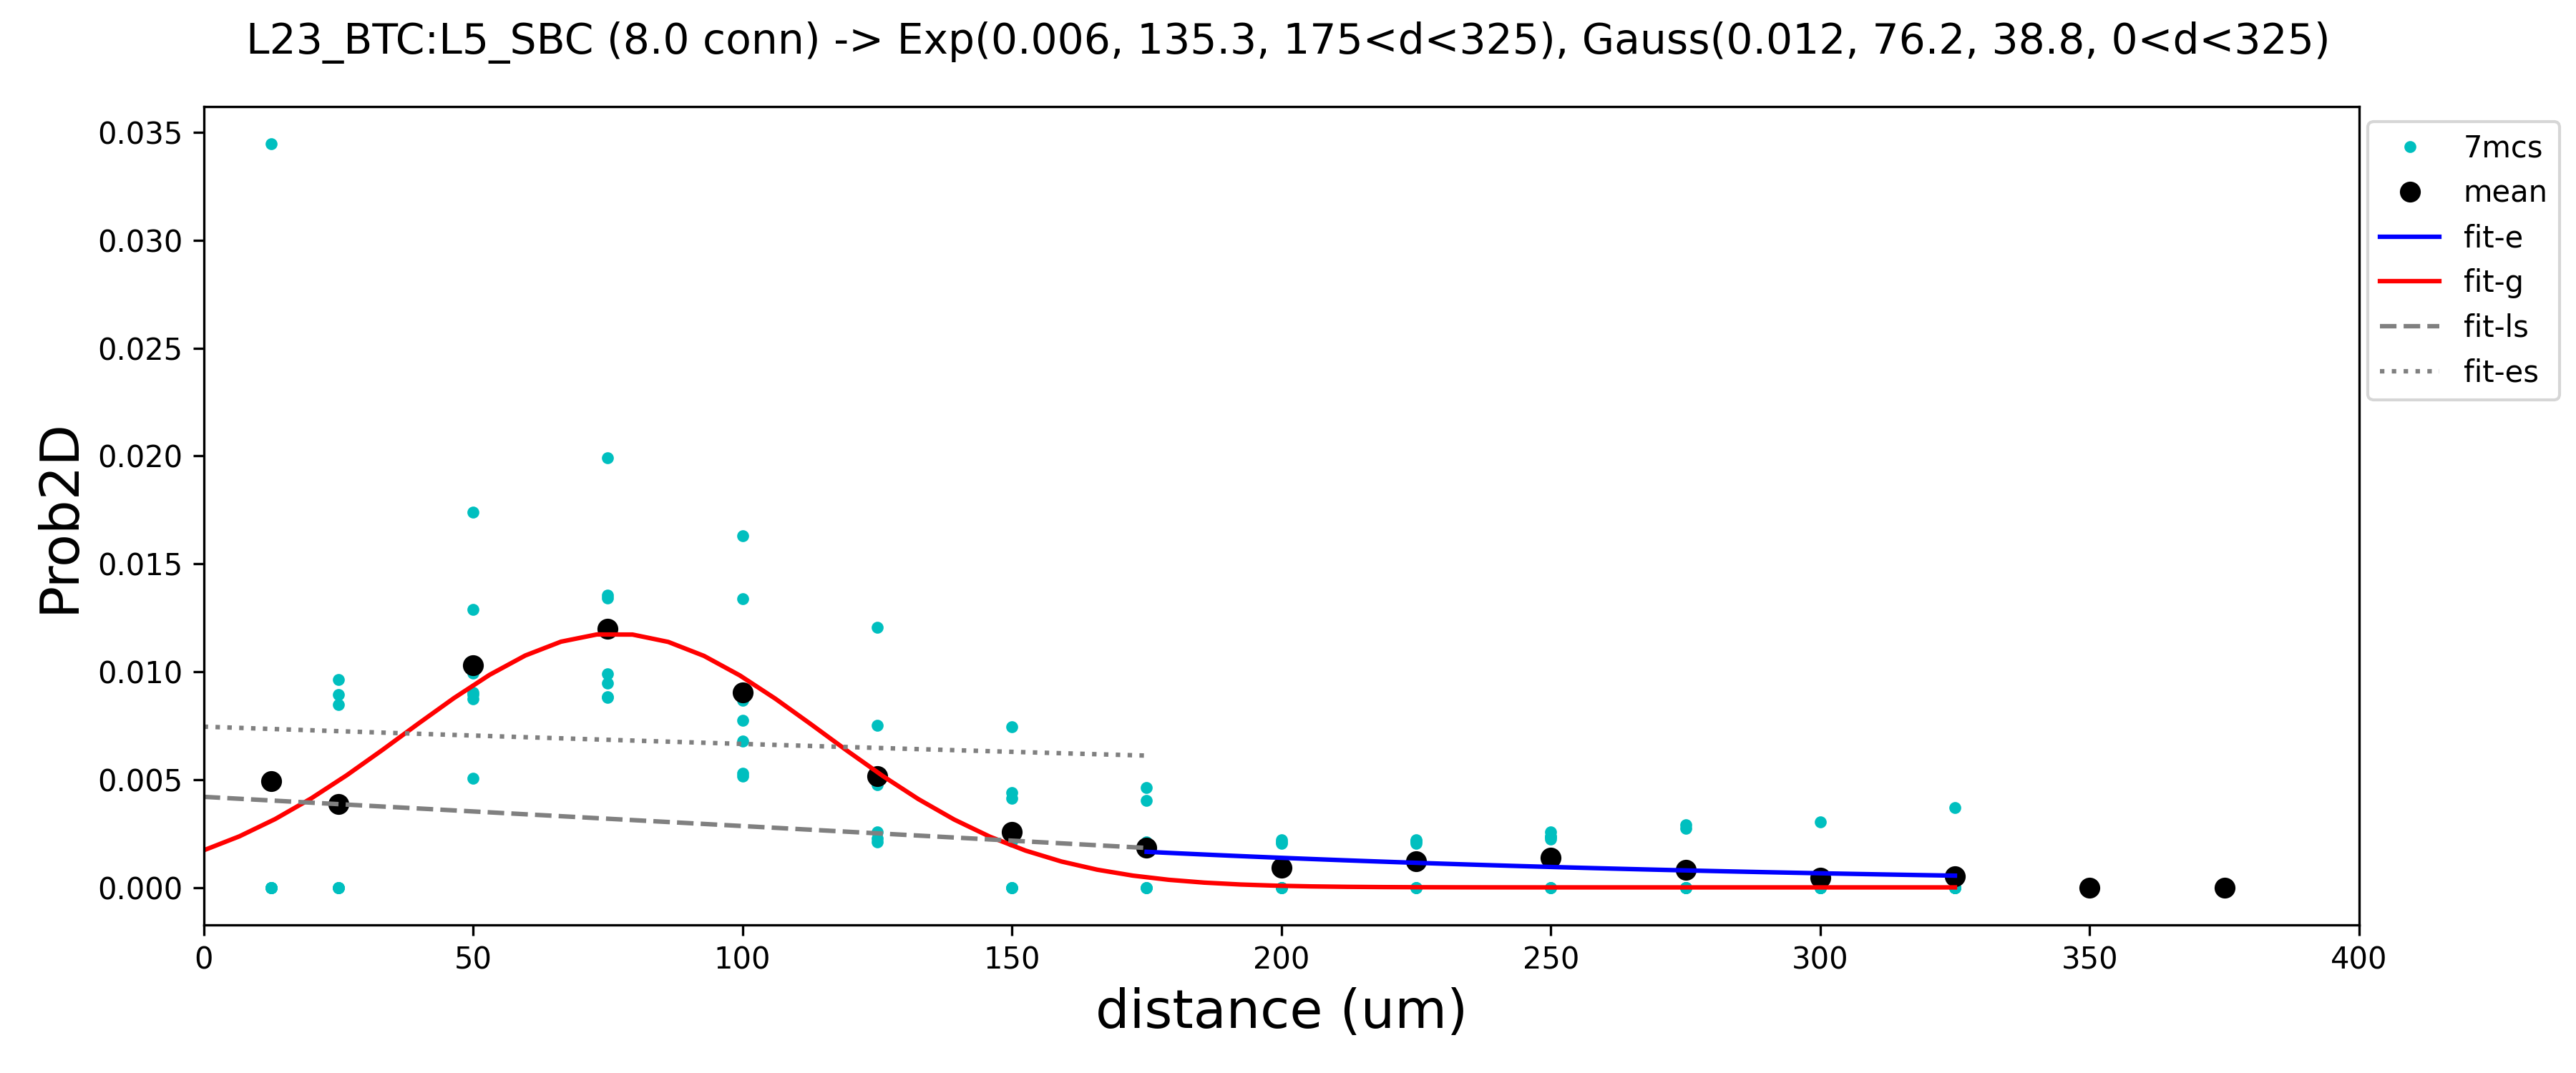 L23_BTC:L5_SBC (8.0 conn) -> Exp(0.006, 135.3, 175<d<325), Gauss(0.012, 76.2, 38.8, 0<d<325)
0.035
0.030
0.025
0.020
0.015
0.010
0.005
0.000
Prob2D
0 50 100 150 200 250 300 350 400
distance (um)
7mcs
mean
fit-e
fit-g
fit-ls
fit-es